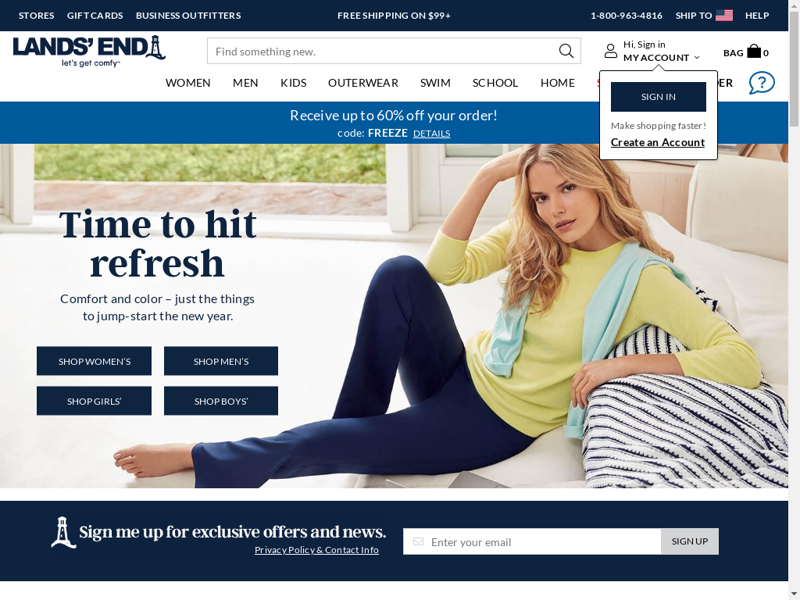 STORES GIFT CARDS BUSINESS OUTFITTERS FREE SHIPPING ON $99+ 1-800-963-4816 SHIP TO HELP
LANDS' END
let's get comfy™
Find something new.
Hi, Sign in
MY ACCOUNT
BAG 0
WOMEN MEN KIDS OUTERWEAR SWIM SCHOOL HOME
SIGN IN
Make shopping faster!
Create an Account
Receive up to 60% off your order!
code: FREEZE DETAILS
Time to hit
refresh
Comfort and color – just the things
to jump-start the new year.
SHOP WOMEN'S SHOP MEN'S
SHOP GIRLS' SHOP BOYS'
Sign me up for exclusive offers and news.
Privacy Policy & Contact Info
Enter your email
SIGN UP